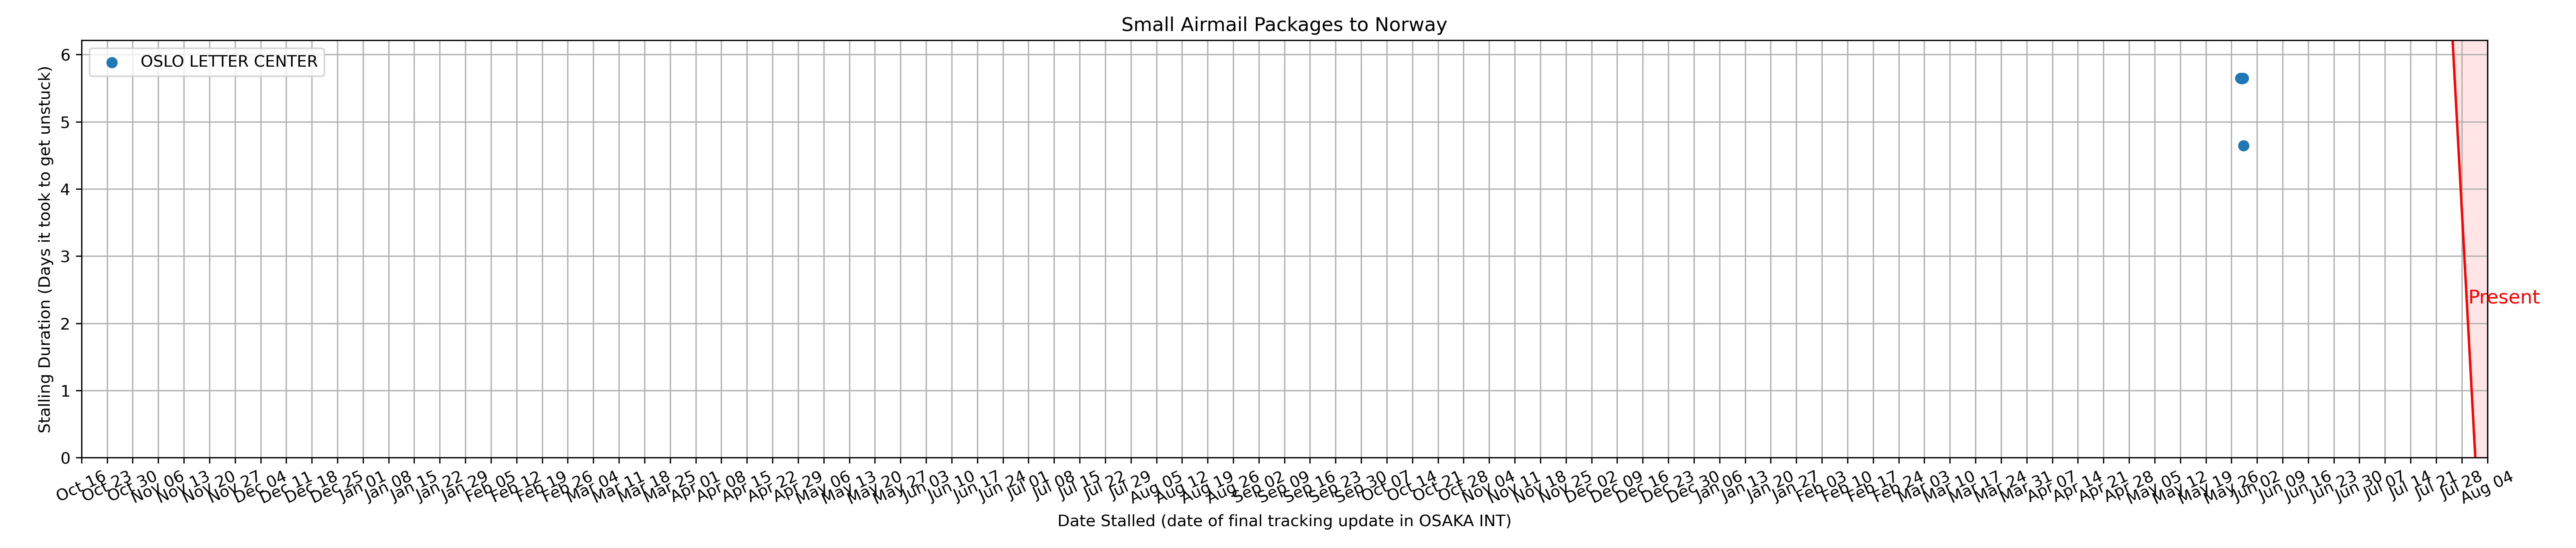 Small Airmail Packages to Norway
OSLO LETTER CENTER
Stalling Duration (Days it took to get unstuck)
6
5
4
3
2
1
0
Present
Oct 16
Oct 23
Oct 30
Nov 06
Nov 13
Nov 20
Nov 27
Dec 04
Dec 11
Dec 18
Dec 25
Jan 01
Jan 08
Jan 15
Jan 22
Jan 29
Feb 05
Feb 12
Feb 19
Feb 26
Mar 04
Mar 11
Mar 18
Mar 25
Apr 01
Apr 08
Apr 15
Apr 22
Apr 29
May 06
May 13
May 20
May 27
Jun 03
Jun 10
Jun 17
Jun 24
Jul 01
Jul 08
Jul 15
Jul 22
Jul 29
Aug 05
Aug 12
Aug 19
Aug 26
Sep 02
Sep 09
Sep 16
Sep 23
Sep 30
Oct 07
Oct 14
Oct 21
Oct 28
Nov 04
Nov 11
Nov 18
Nov 25
Dec 02
Dec 09
Dec 16
Dec 23
Dec 30
Jan 06
Jan 13
Jan 20
Jan 27
Feb 03
Feb 10
Feb 17
Feb 24
Mar 03
Mar 10
Mar 17
Mar 24
Mar 31
Apr 07
Apr 14
Apr 21
Apr 28
May 05
May 12
May 19
May 26
Jun 02
Jun 09
Jun 16
Jun 23
Jun 30
Jul 07
Jul 14
Jul 21
Jul 28
Aug 04
Date Stalled (date of final tracking update in OSAKA INT)